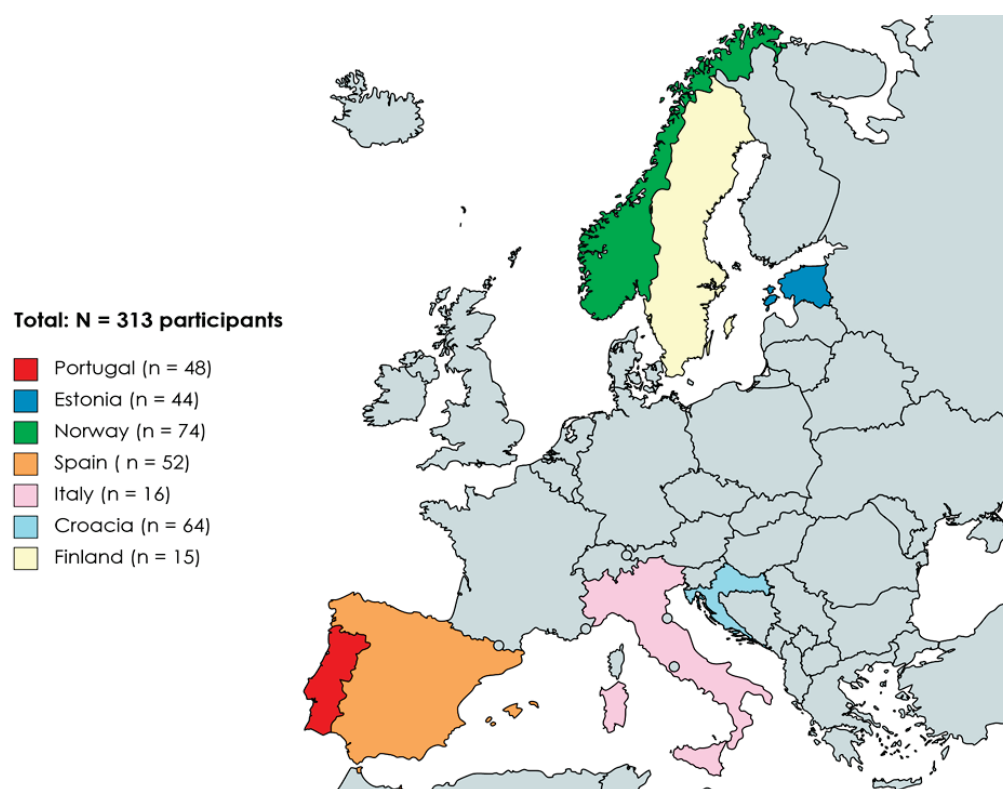 Total: N = 313 participants
Portugal (n = 48)
Estonia (n = 44)
Norway (n = 74)
Spain ( n = 52)
Italy (n = 16)
Croacia (n = 64)
Finland (n = 15)